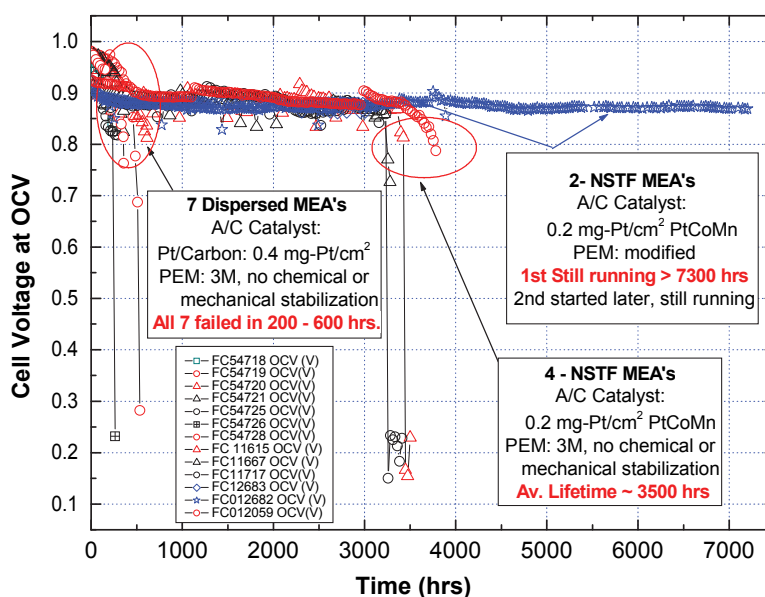 Cell Voltage at OCV
1.0
0.9
0.8
0.7
0.6
0.5
0.4
0.3
0.2
0.1
7 Dispersed MEA's
A/C Catalyst:
Pt/Carbon: 0.4 mg-Pt/cm²
PEM: 3M, no chemical or
mechanical stabilization
All 7 failed in 200 - 600 hrs.
2- NSTF MEA's
A/C Catalyst:
0.2 mg-Pt/cm² PtCoMn
PEM: modified
1st Still running > 7300 hrs
2nd started later, still running
4 - NSTF MEA's
A/C Catalyst:
0.2 mg-Pt/cm² PtCoMn
PEM: 3M, no chemical or
mechanical stabilization
Av. Lifetime ~ 3500 hrs
FC54718 OCV (V)
FC54719 OCV(V)
FC54720 OCV(V)
FC54721 OCV(V)
FC54725 OCV(V)
FC54726 OCV(V)
FC54728 OCV(V)
FC 11615 OCV (V)
FC11667 OCV (V)
FC11717 OCV(V)
FC12683 OCV(V)
FC012682 OCV (V)
FC012059 OCV(V)
0 1000 2000 3000 4000 5000 6000 7000
Time (hrs)